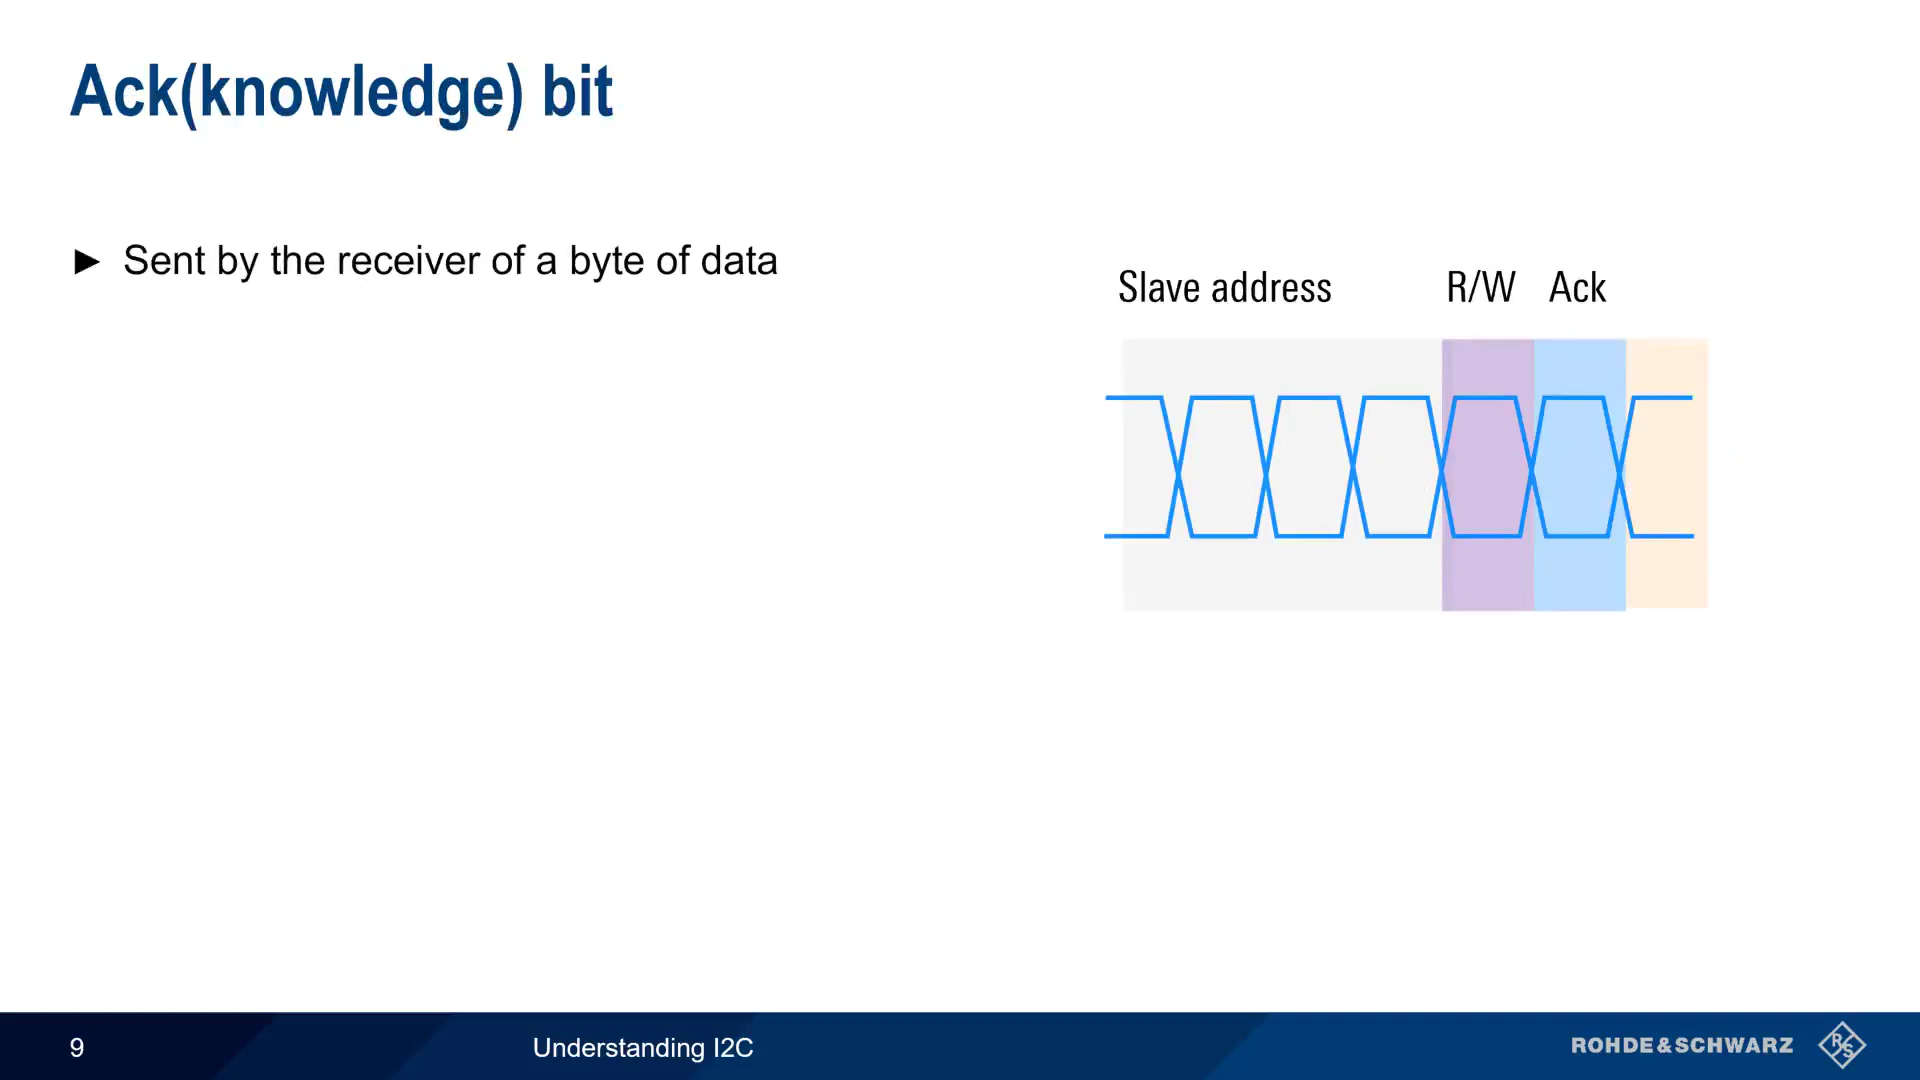 Ack(knowledge) bit
► Sent by the receiver of a byte of data
Slave address R/W Ack
9 Understanding I2C ROHDE&SCHWARZ R S